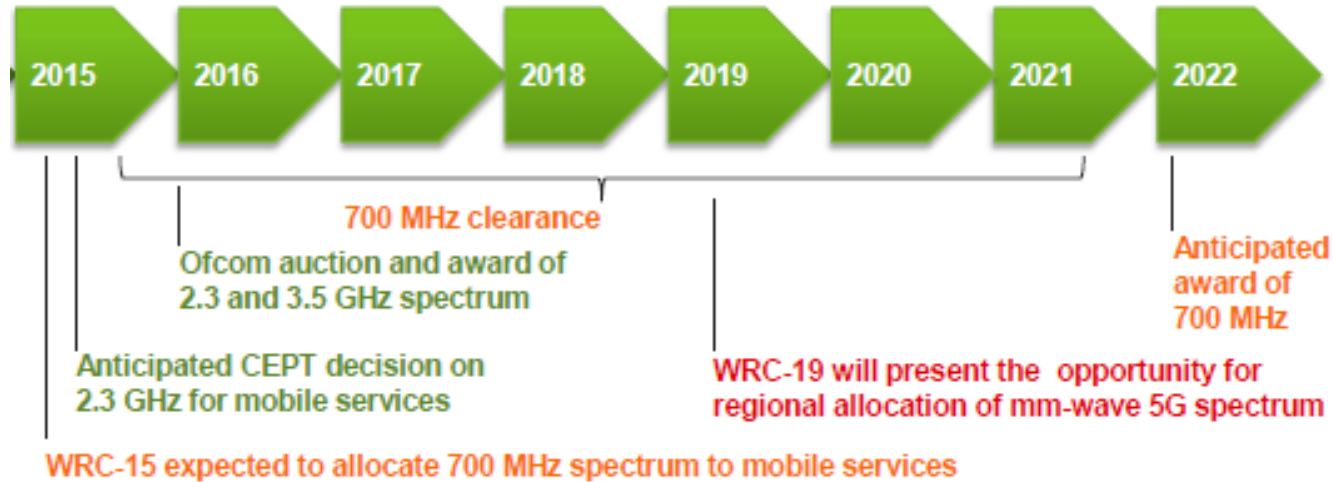 2015
2016
2017
2018
2019
2020
2021
2022
700 MHz clearance
Ofcom auction and award of
2.3 and 3.5 GHz spectrum
Anticipated
award of
700 MHz
Anticipated CEPT decision on
2.3 GHz for mobile services
WRC-19 will present the opportunity for
regional allocation of mm-wave 5G spectrum
WRC-15 expected to allocate 700 MHz spectrum to mobile services